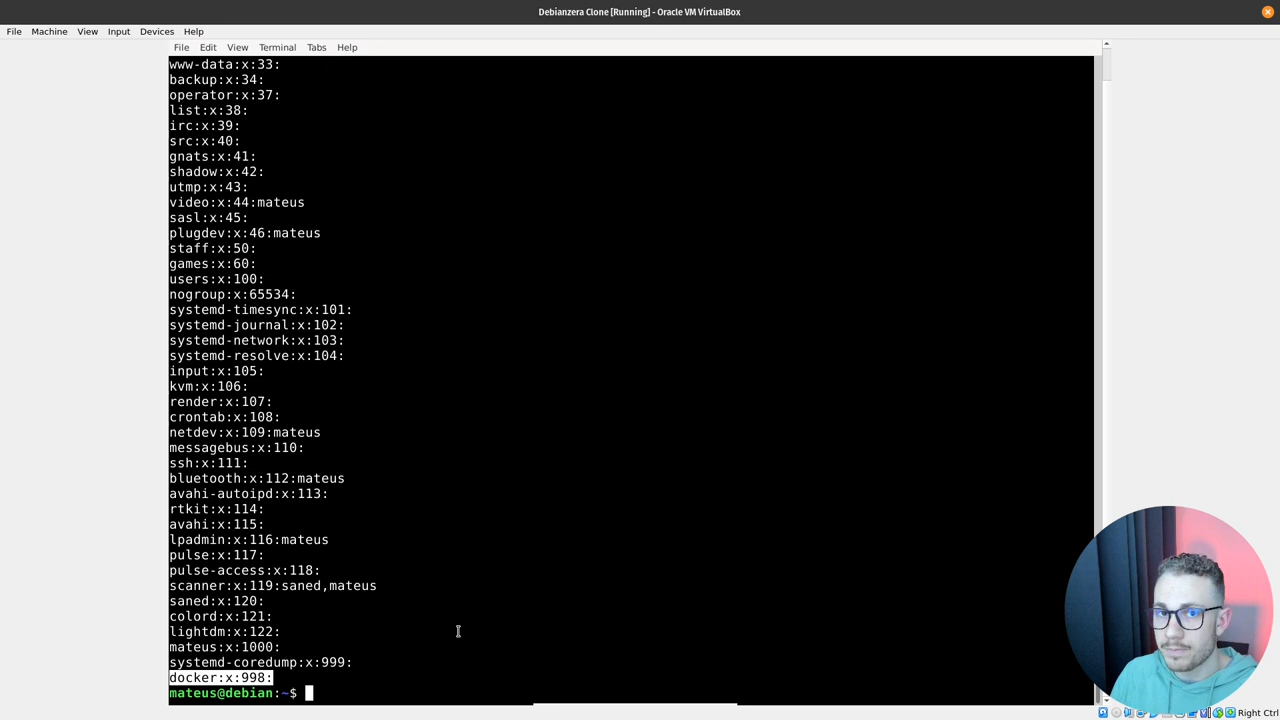 Debianzera Clone [Running] - Oracle VM VirtualBox
File Machine View Input Devices Help
File Edit View Terminal Tabs Help
www-data:x:33:
backup:x:34:
operator:x:37:
list:x:38:
irc:x:39:
src:x:40:
gnats:x:41:
shadow:x:42:
utmp:x:43:
video:x:44:mateus
sasl:x:45:
plugdev:x:46:mateus
staff:x:50:
games:x:60:
users:x:100:
nogroup:x:65534:
systemd-timesync:x:101:
systemd-journal:x:102:
systemd-network:x:103:
systemd-resolve:x:104:
input:x:105:
kvm:x:106:
render:x:107:
crontab:x:108:
netdev:x:109:mateus
messagebus:x:110:
ssh:x:111:
bluetooth:x:112:mateus
avahi-autoipd:x:113:
rtkit:x:114:
avahi:x:115:
lpadmin:x:116:mateus
pulse:x:117:
pulse-access:x:118:
scanner:x:119:saned,mateus
saned:x:120:
colord:x:121:
lightdm:x:122:
mateus:x:1000:
systemd-coredump:x:999:
docker:x:998:
mateus@debian:~$
Right Ctrl